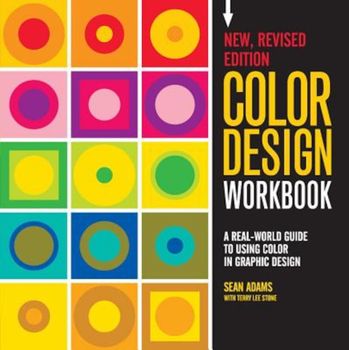 NEW, REVISED
EDITION
COLOR
DESIGN
WORKBOOK
A REAL-WORLD GUIDE
TO USING COLOR
IN GRAPHIC DESIGN
SEAN ADAMS
WITH TERRY LEE STONE